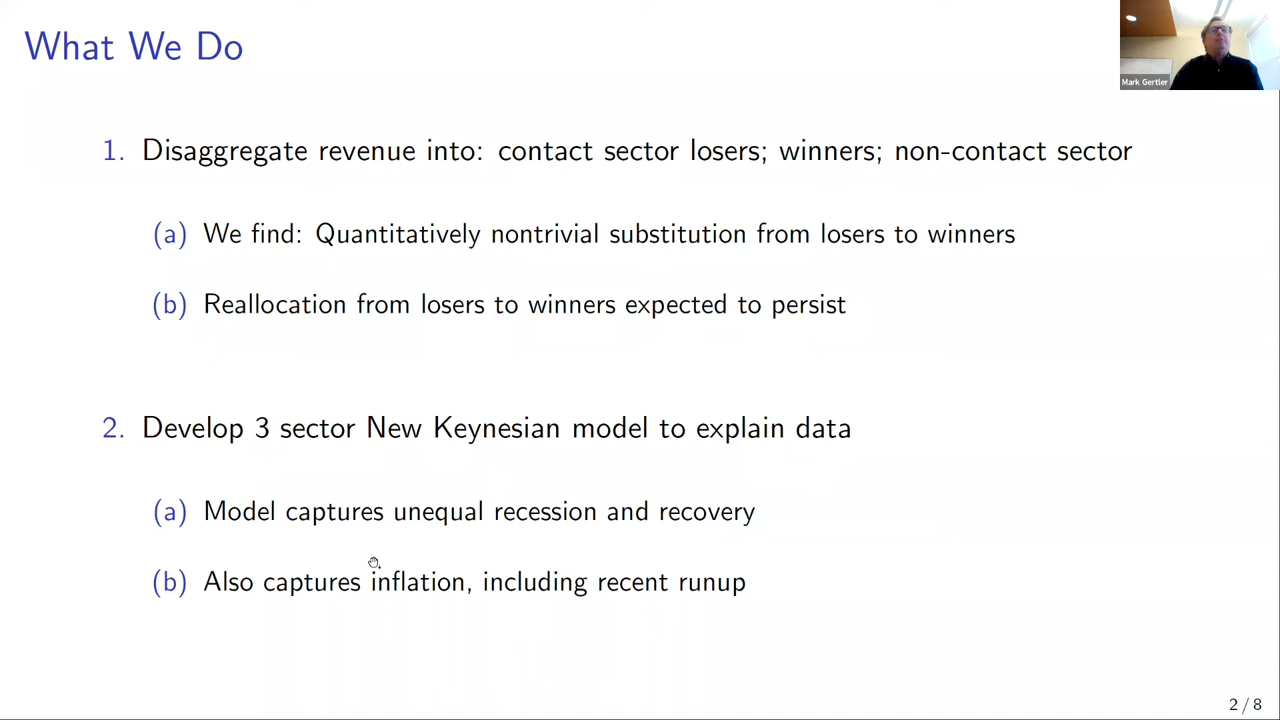 What We Do
Mark Gertler
1. Disaggregate revenue into: contact sector losers; winners; non-contact sector
(a) We find: Quantitatively nontrivial substitution from losers to winners
(b) Reallocation from losers to winners expected to persist
2. Develop 3 sector New Keynesian model to explain data
(a) Model captures unequal recession and recovery
(b) Also captures inflation, including recent runup
2 / 8